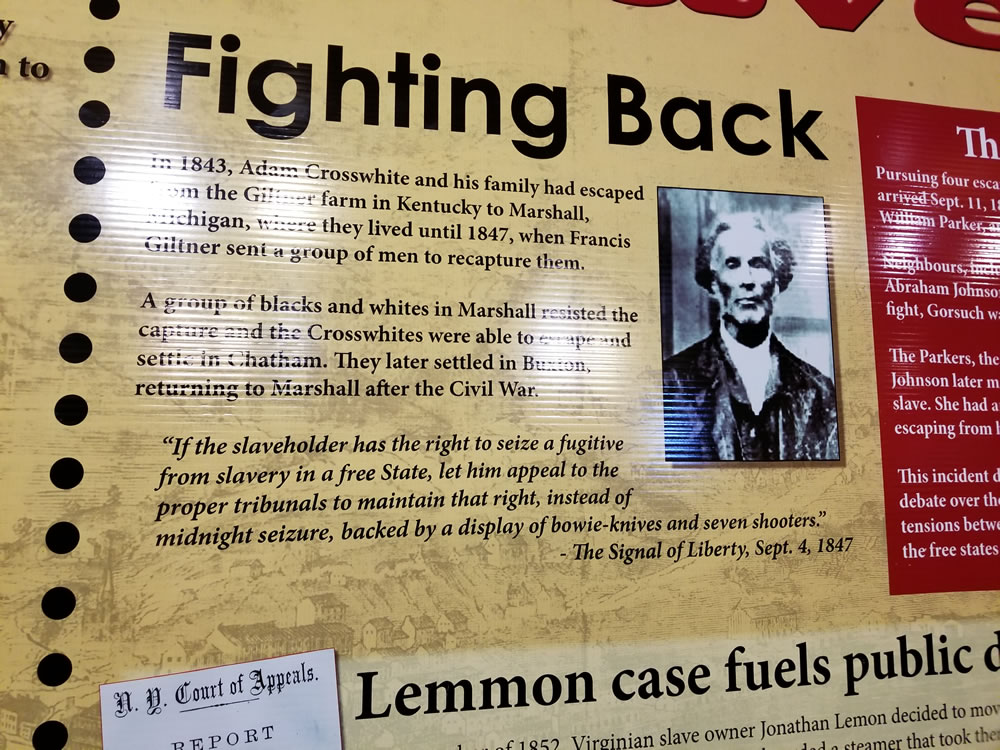 n to
Fighting Back
In 1843, Adam Crosswhite and his family had escaped
from the Giltner farm in Kentucky to Marshall,
Michigan, where they lived until 1847, when Francis
Giltner sent a group of men to recapture them.
A group of blacks and whites in Marshall resisted the
capture and the Crosswhites were able to escape and
settle in Chatham. They later settled in Buxton,
returning to Marshall after the Civil War.
“If the slaveholder has the right to seize a fugitive
from slavery in a free State, let him appeal to the
proper tribunals to maintain that right, instead of
midnight seizure, backed by a display of bowie-knives and seven shooters.”
- The Signal of Liberty, Sept. 4, 1847
Th
Pursuing four esca
arrived Sept. 11, 18
William Parker, a
Neighbours, incl
Abraham Johnso
fight, Gorsuch w
The Parkers, the
Johnson later m
slave. She had a
escaping from h
This incident d
debate over the
tensions betwe
the free states
N. Y. Court of Appeals.
REPORT
Lemmon case fuels public d
of 1852, Virginian slave owner Jonathan Lemon decided to mov
a steamer that took the